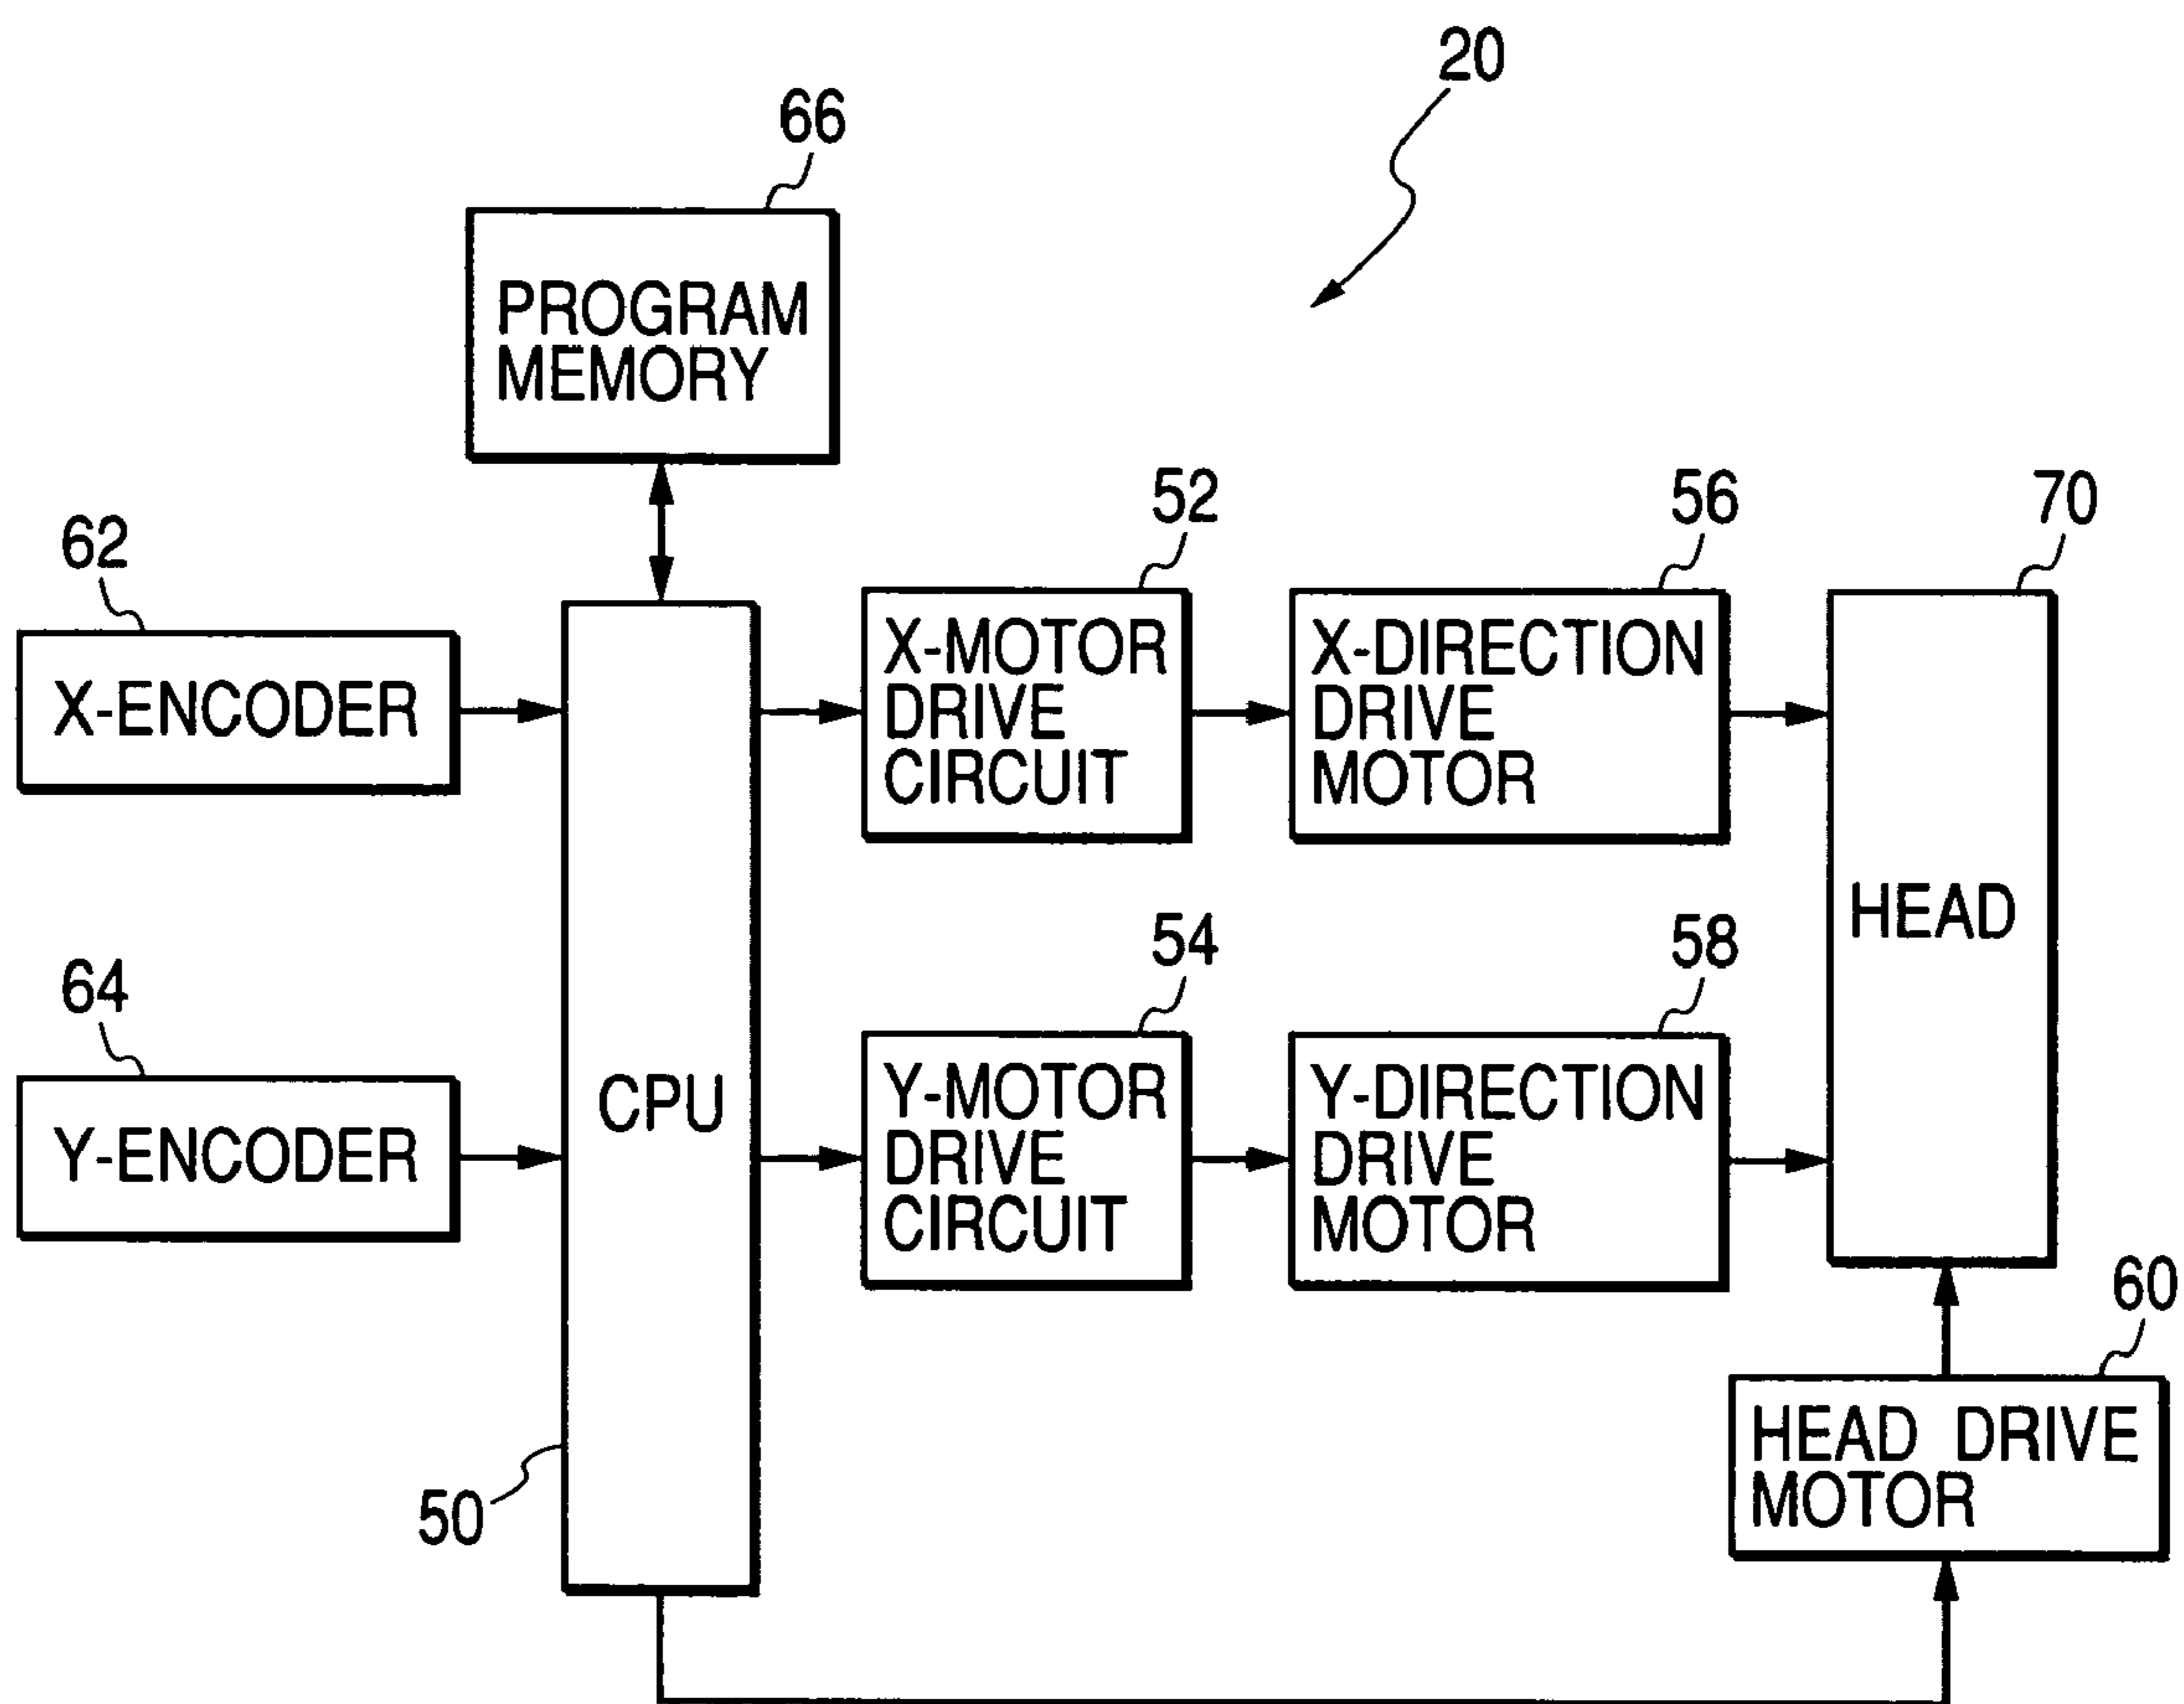 20
66
PROGRAM
MEMORY
62
52
56
70
X-ENCODER
X-MOTOR
DRIVE
CIRCUIT
X-DIRECTION
DRIVE
MOTOR
HEAD
64
54
58
Y-ENCODER
CPU
Y-MOTOR
DRIVE
CIRCUIT
Y-DIRECTION
DRIVE
MOTOR
60
HEAD DRIVE
MOTOR
50